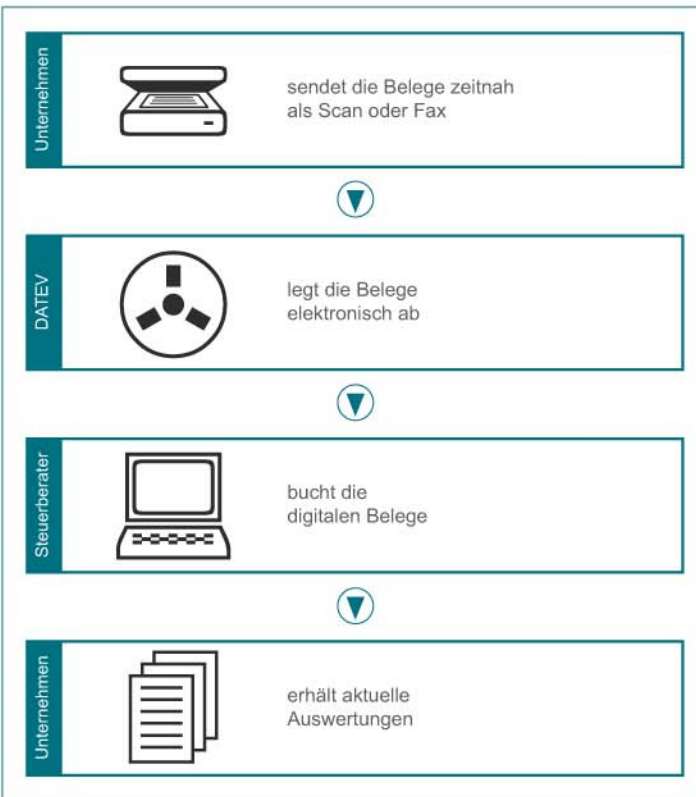 Unternehmen
sendet die Belege zeitnah
als Scan oder Fax
DATEV
legt die Belege
elektronisch ab
Steuerberater
bucht die
digitalen Belege
Unternehmen
erhält aktuelle
Auswertungen